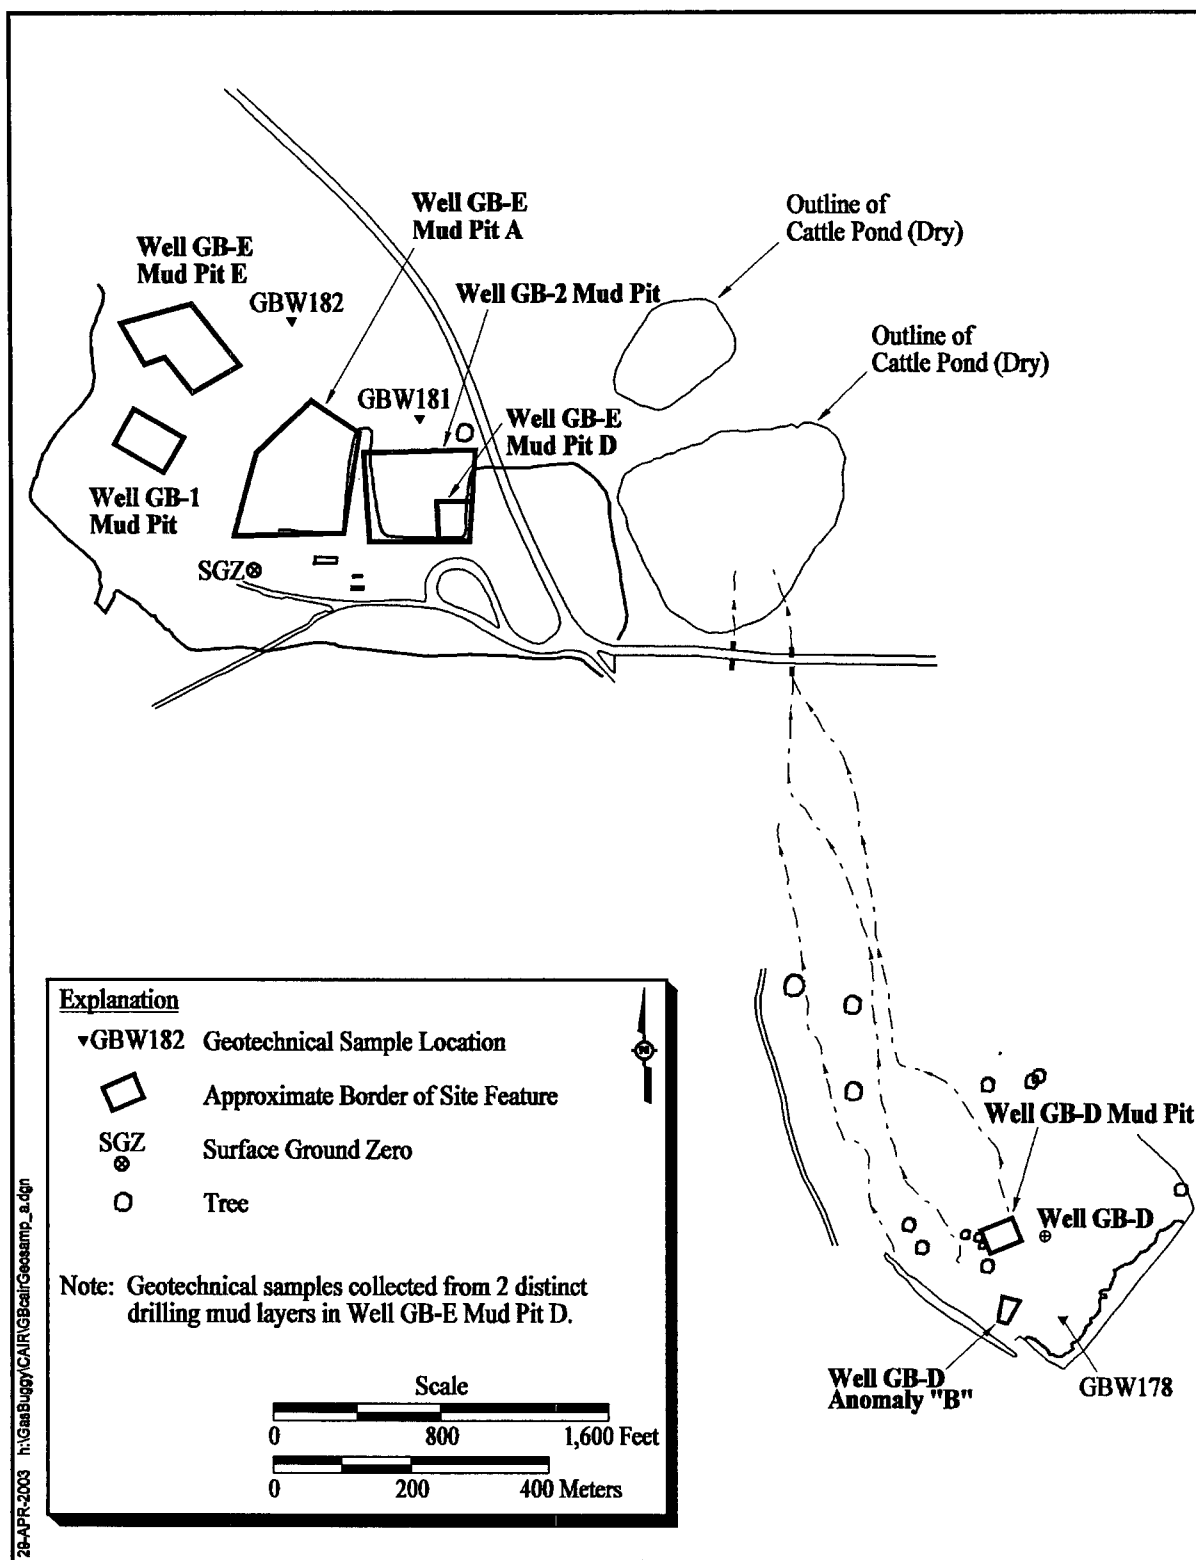 Well GB-E
Mud Pit A
Outline of
Cattle Pond (Dry)
Well GB-E
Mud Pit E
GBW182
Well GB-2 Mud Pit
Outline of
Cattle Pond (Dry)
GBW181
Well GB-E
Mud Pit D
Well GB-1
Mud Pit
SGZ
Explanation
GBW182 Geotechnical Sample Location
N
Approximate Border of Site Feature
SGZ
Surface Ground Zero
Tree
Note: Geotechnical samples collected from 2 distinct
drilling mud layers in Well GB-E Mud Pit D.
Scale
0 800 1,600 Feet
0 200 400 Meters
Well GB-D Mud Pit
Well GB-D
Well GB-D
Anomaly "B"
GBW178
29-APR-2003 h:\GasBuggy\CAIR\GBcairGeosamp_a.dgn